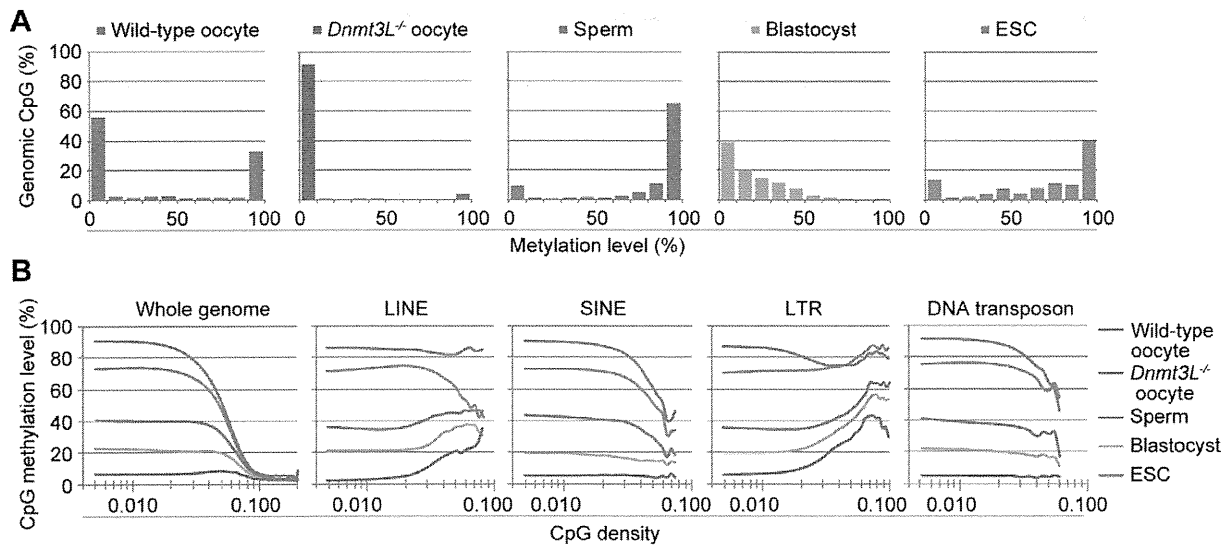 A
Wild-type oocyte
Dnmt3L-/- oocyte
Sperm
Blastocyst
ESC
Genomic CpG (%)
100
80
60
40
20
0
0 50 100
0 50 100
0 50 100
0 50 100
0 50 100
Metylation level (%)
B
Whole genome
LINE
SINE
LTR
DNA transposon
CpG methylation level (%)
100
80
60
40
20
0
0.010 0.100
0.010 0.100
0.010 0.100
0.010 0.100
0.010 0.100
CpG density
Wild-type
oocyte
Dnmt3L-/-
oocyte
Sperm
Blastocyst
ESC